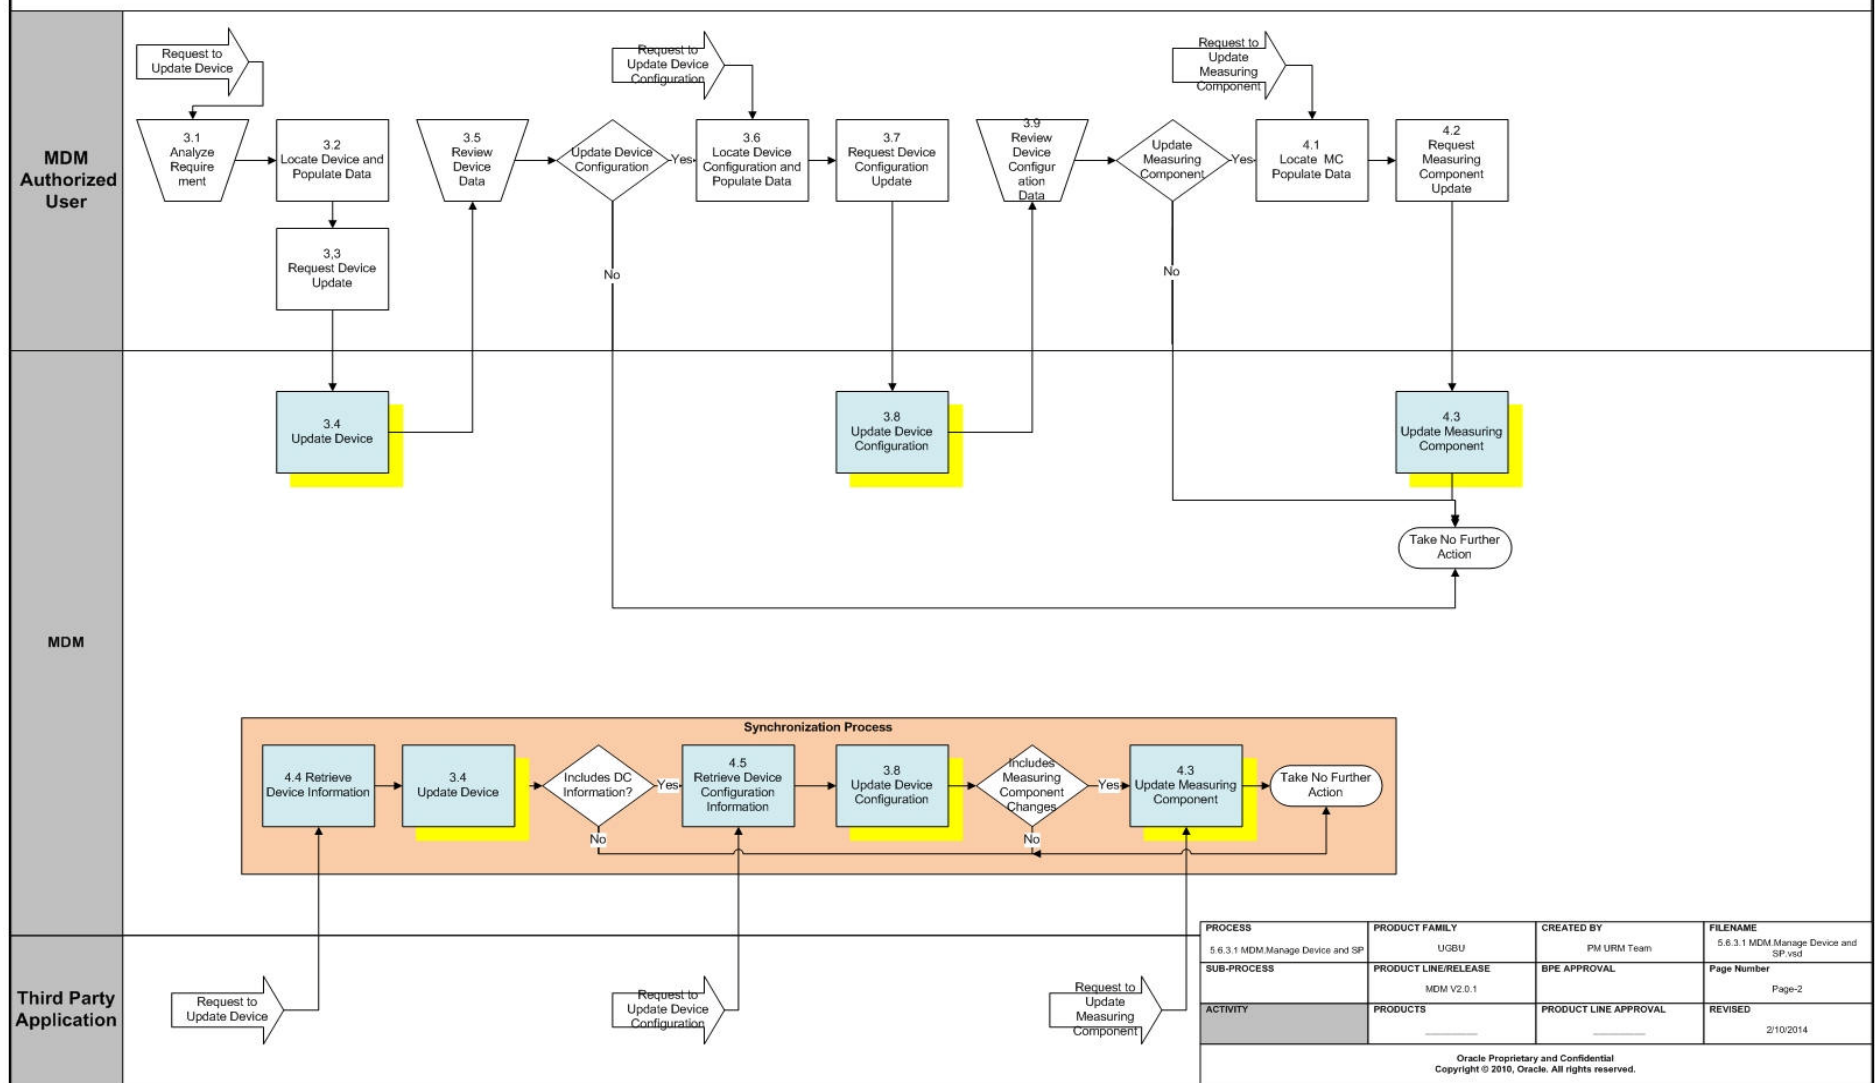 MDM
Authorized
User
Request to
Update Device
Request to
Update Device
Configuration
Request to
Update
Measuring
Component
3.1
Analyze
Require
ment
3.2
Locate Device and
Populate Data
3.5
Review
Device
Data
Update Device
Configuration
Yes
3.6
Locate Device
Configuration and
Populate Data
3.7
Request Device
Configuration
Update
3.9
Review
Device
Configur
ation
Data
Update
Measuring
Component
Yes
4.1
Locate MC
Populate Data
4.2
Request
Measuring
Component
Update
3,3
Request Device
Update
No
No
MDM
3.4
Update Device
3.8
Update Device
Configuration
4.3
Update Measuring
Component
Take No Further
Action
Synchronization Process
4.4 Retrieve
Device Information
3.4
Update Device
Includes DC
Information?
Yes
4.5
Retrieve Device
Configuration
Information
3.8
Update Device
Configuration
Includes
Measuring
Component
Changes
Yes
4.3
Update Measuring
Component
Take No Further
Action
No
No
Third Party
Application
Request to
Update Device
Request to
Update Device
Configuration
Request to
Update
Measuring
Component
PROCESS
5.6.3.1 MDM.Manage Device and SP
PRODUCT FAMILY
UGBU
CREATED BY
PM URM Team
FILENAME
5.6.3.1 MDM.Manage Device and
SP.vsd
SUB-PROCESS
PRODUCT LINE/RELEASE
MDM V2.0.1
BPE APPROVAL
Page Number
Page-2
ACTIVITY
PRODUCTS
PRODUCT LINE APPROVAL
REVISED
2/10/2014
Oracle Proprietary and Confidential
Copyright © 2010, Oracle. All rights reserved.